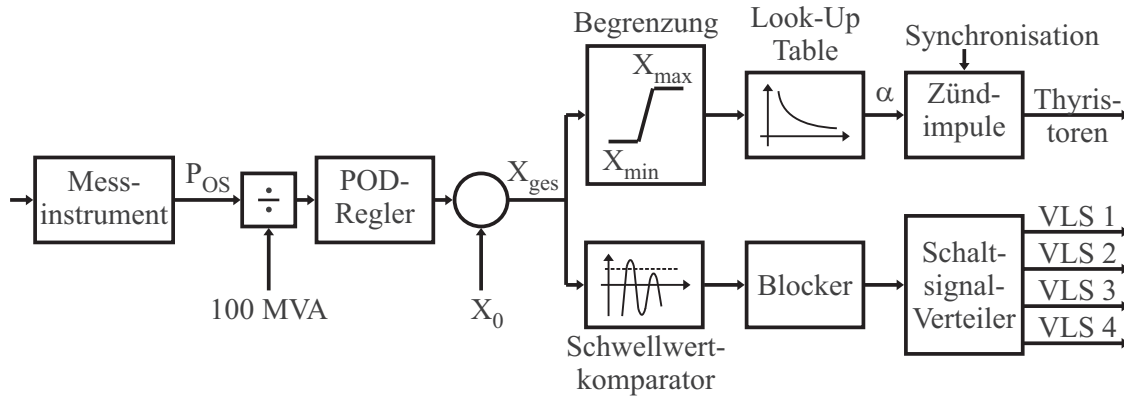 Mess-
instrument
P_OS
÷
100 MVA
POD-
Regler
X_0
X_ges
Begrenzung
X_max
X_min
Look-Up
Table
α
Synchronisation
Zünd-
impule
Thyris-
toren
Schwellwert-
komparator
Blocker
Schalt-
signal-
Verteiler
VLS 1
VLS 2
VLS 3
VLS 4